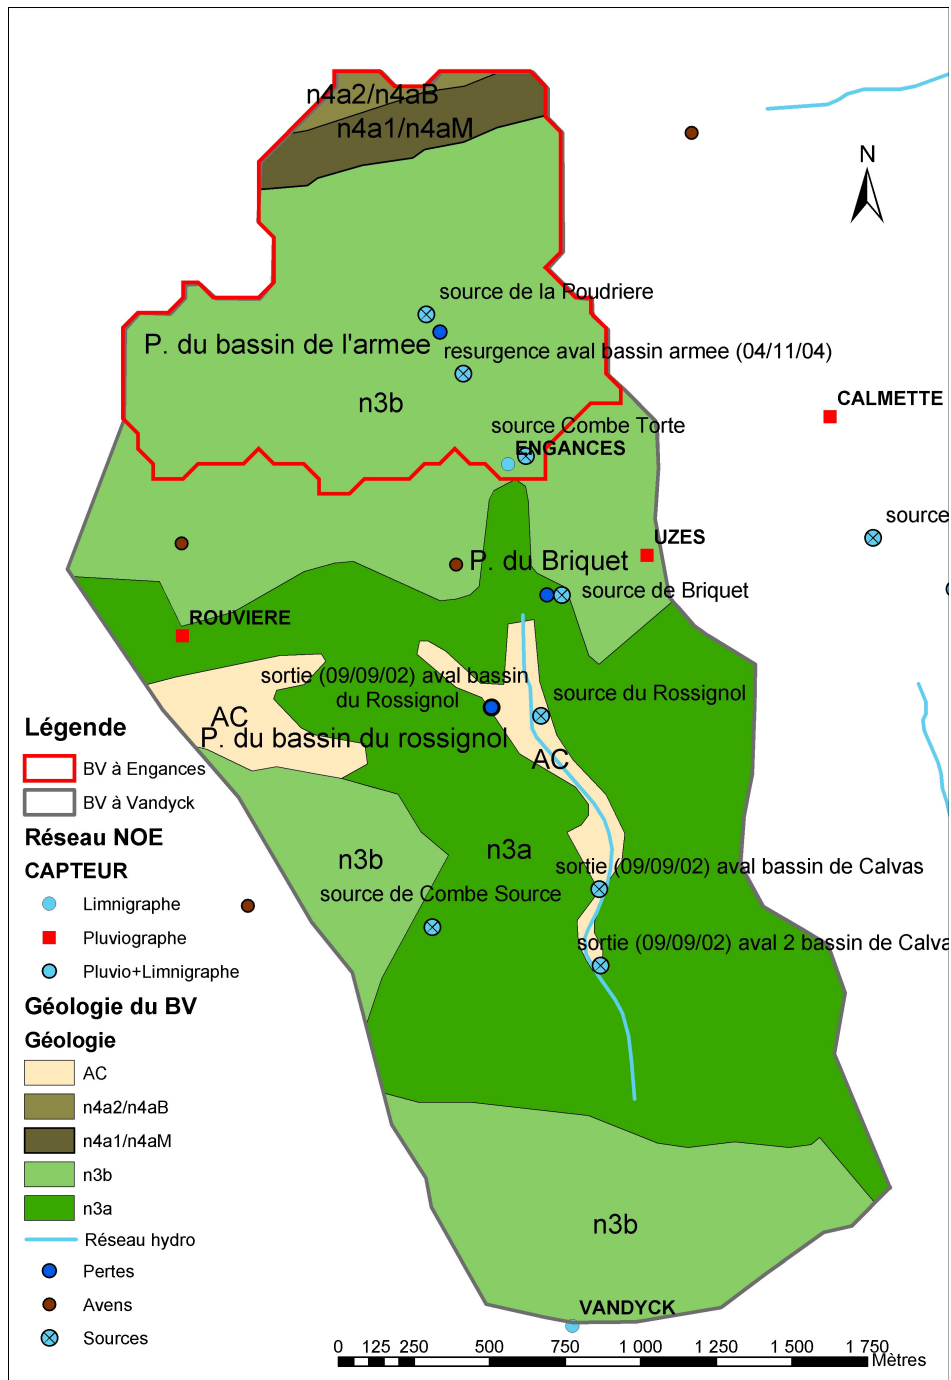 n4a2/n4aB
n4a1/n4aM
N
source de la Poudriere
P. du bassin de l'armee
resurgence aval bassin armee (04/11/04)
n3b
CALMETTE
source Combe Torte
ENGANCES
source
UZES
P. du Briquet
source de Briquet
ROUVIERE
sortie (09/09/02) aval bassin
du Rossignol
source du Rossignol
AC
P. du bassin du rossignol
AC
n3b
n3a
sortie (09/09/02) aval bassin de Calvas
source de Combe Source
sortie (09/09/02) aval 2 bassin de Calva
n3b
VANDYCK
Légende
BV à Engances
BV à Vandyck
Réseau NOE
CAPTEUR
Limnigraphe
Pluviographe
Pluvio+Limnigraphe
Géologie du BV
Géologie
AC
n4a2/n4aB
n4a1/n4aM
n3b
n3a
Réseau hydro
Pertes
Avens
Sources
0 125 250 500 750 1 000 1 250 1 500 1 750
Mètres